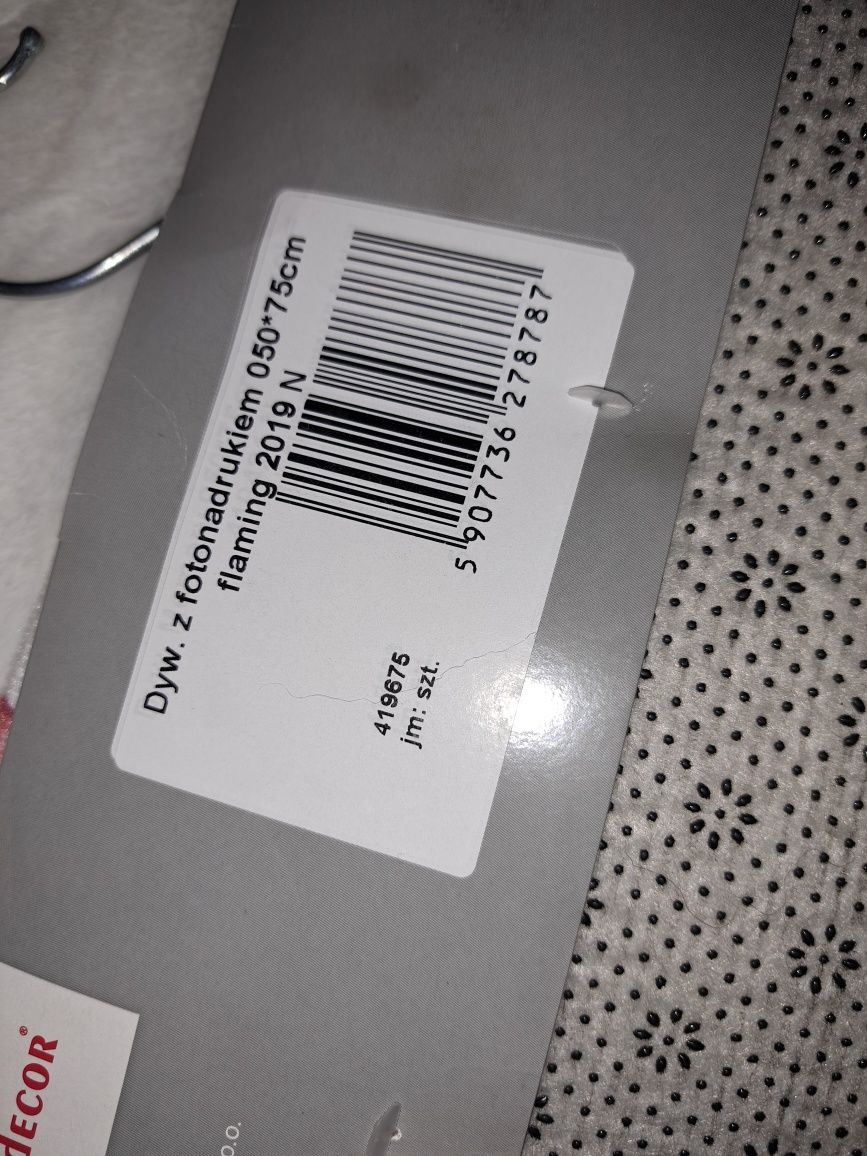 Dyw. z fotonadrukiem 050*75cm
flaming 2019 N
5 907736 278787
419675
jm: szt.
dECOR®
o.o.